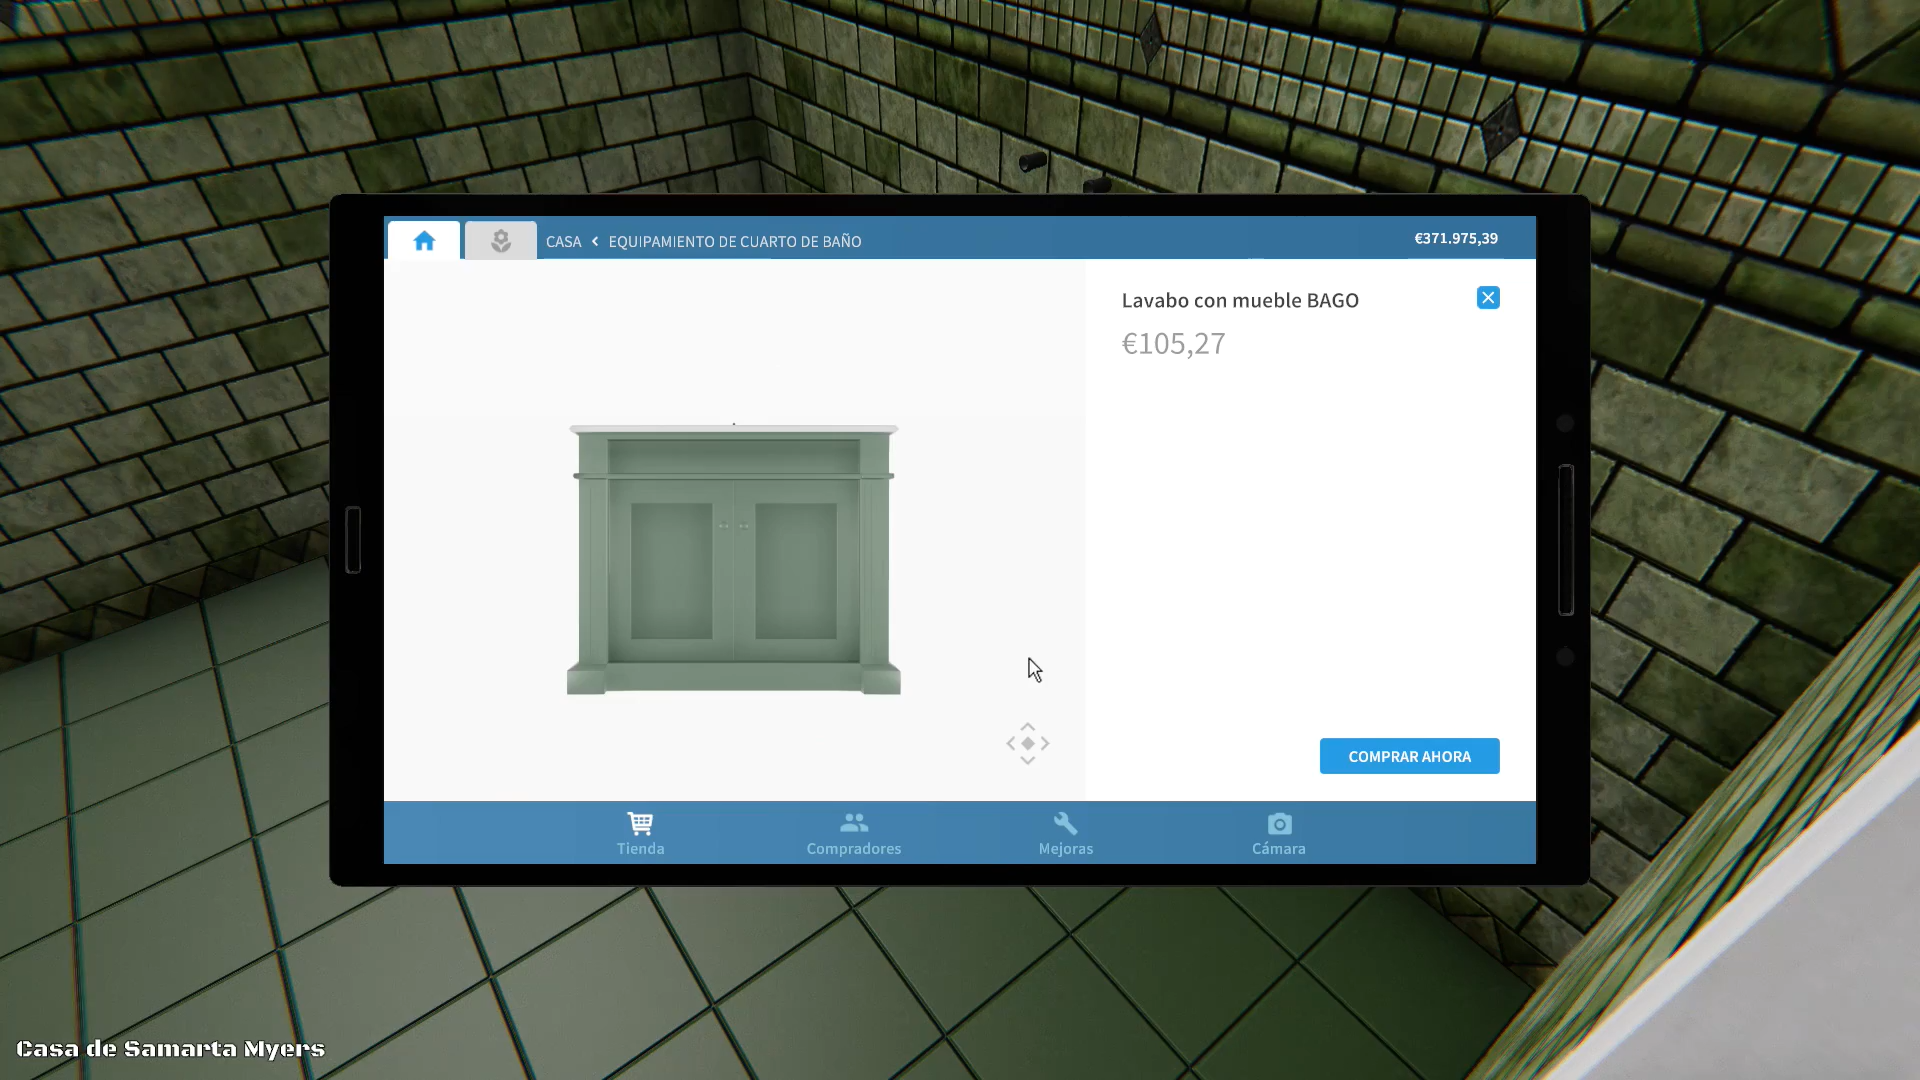 CASA < EQUIPAMIENTO DE CUARTO DE BAÑO
€371.975,39
Lavabo con mueble BAGO
€105,27
COMPRAR AHORA
Tienda
Compradores
Mejoras
Cámara
Casa de Samarta Myers